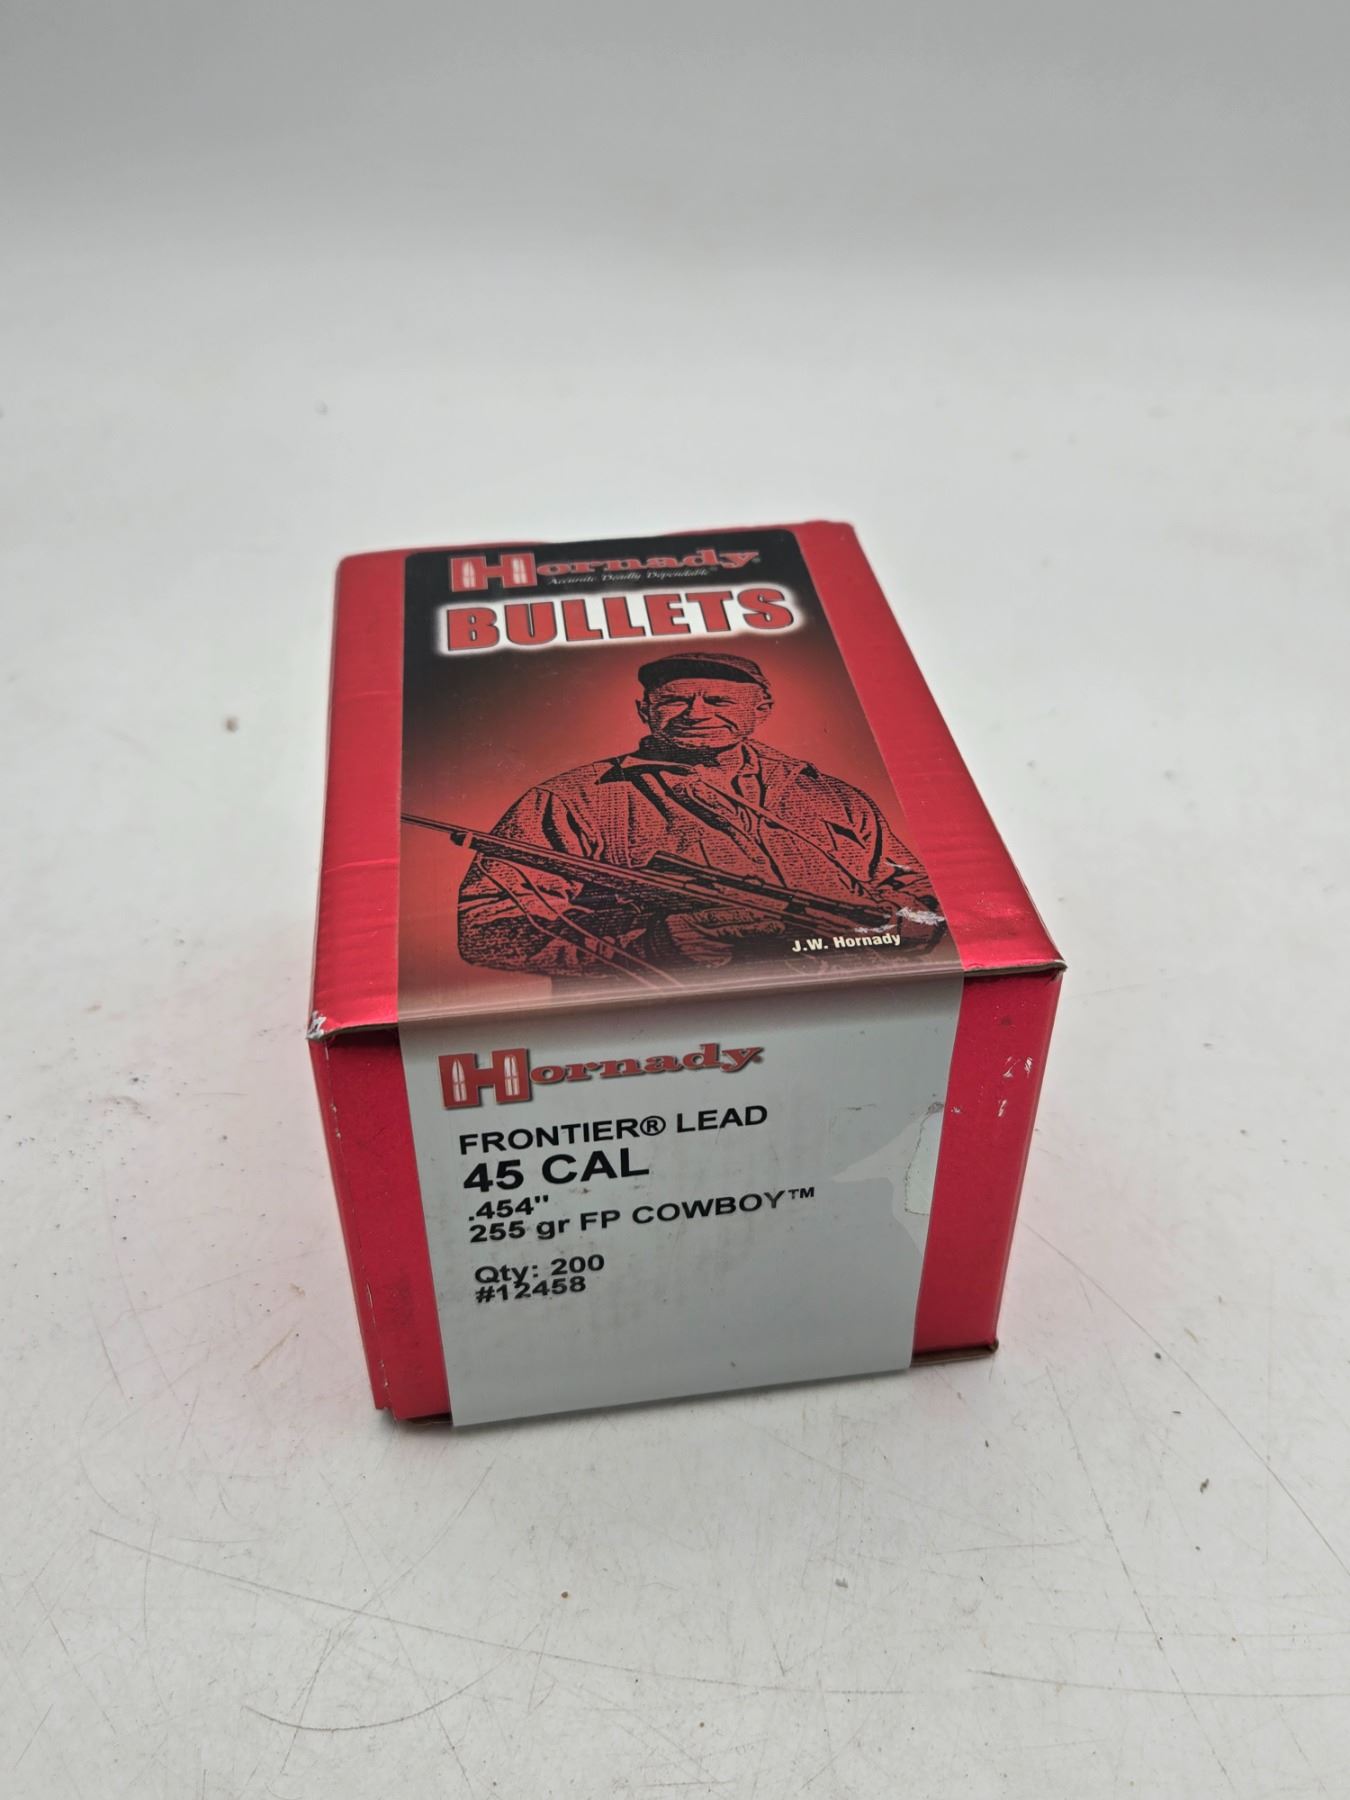 Hornady
Accurate Deadly Dependable®
BULLETS
J.W. Hornady
Hornady
FRONTIER® LEAD
45 CAL
.454"
255 gr FP COWBOY™
Qty: 200
#12458